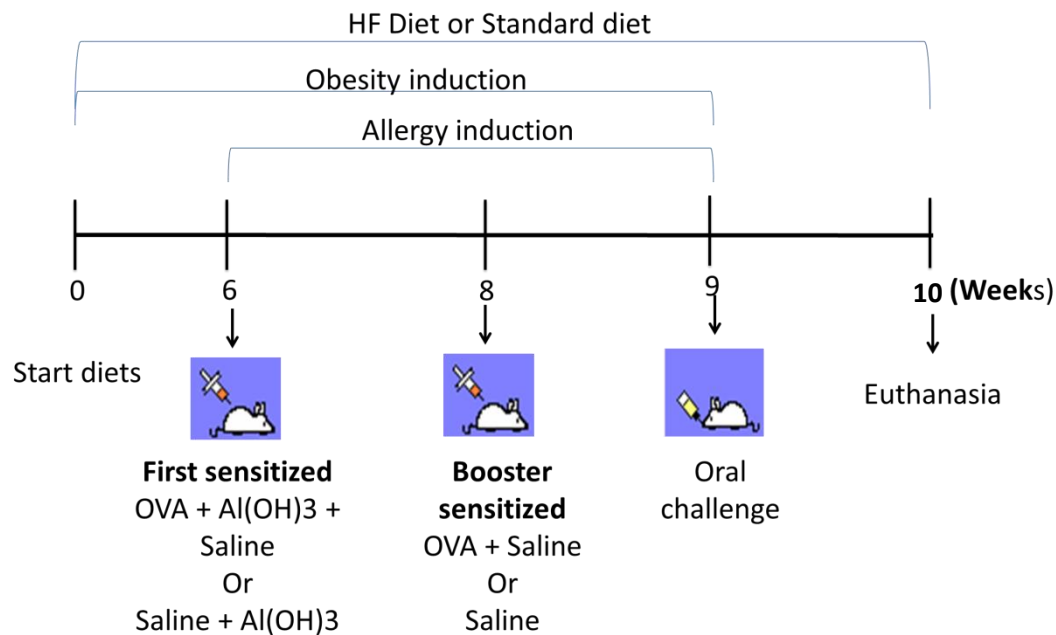 HF Diet or Standard diet
Obesity induction
Allergy induction
0
6
8
9
10 (Weeks)
Start diets
First sensitized
OVA + Al(OH)3 +
Saline
Or
Saline + Al(OH)3
Booster
sensitized
OVA + Saline
Or
Saline
Oral
challenge
Euthanasia